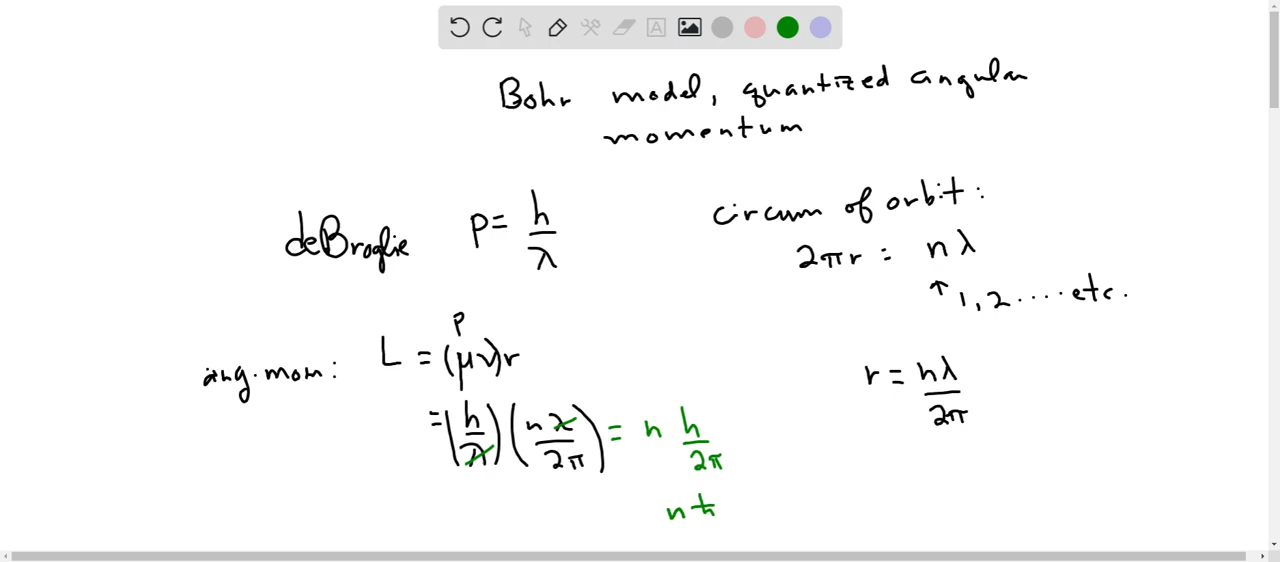 Bohr model, quantized angular
momentum
deBroglie p = h/λ
circum of orbit:
2πr = nλ
↑ 1, 2 ····etc.
ang. mom: L = (μv)r
p
= (h/λ)(nλ/2π) = n h/2π
nħ
r = nλ/2π